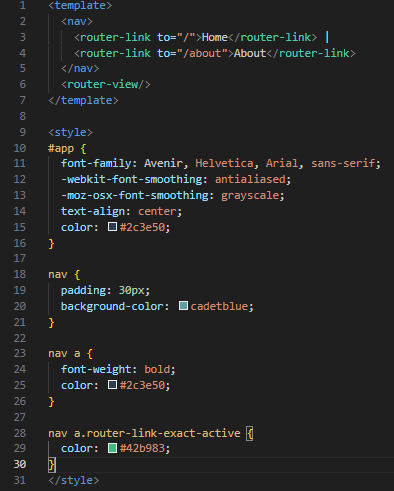 1 <template>
2   <nav>
3     <router-link to="/">Home</router-link> |
4     <router-link to="/about">About</router-link>
5   </nav>
6   <router-view/>
7 </template>
8
9 <style>
10 #app {
11   font-family: Avenir, Helvetica, Arial, sans-serif;
12   -webkit-font-smoothing: antialiased;
13   -moz-osx-font-smoothing: grayscale;
14   text-align: center;
15   color: #2c3e50;
16 }
17
18 nav {
19   padding: 30px;
20   background-color: cadetblue;
21 }
22
23 nav a {
24   font-weight: bold;
25   color: #2c3e50;
26 }
27
28 nav a.router-link-exact-active {
29   color: #42b983;
30 }
31 </style>